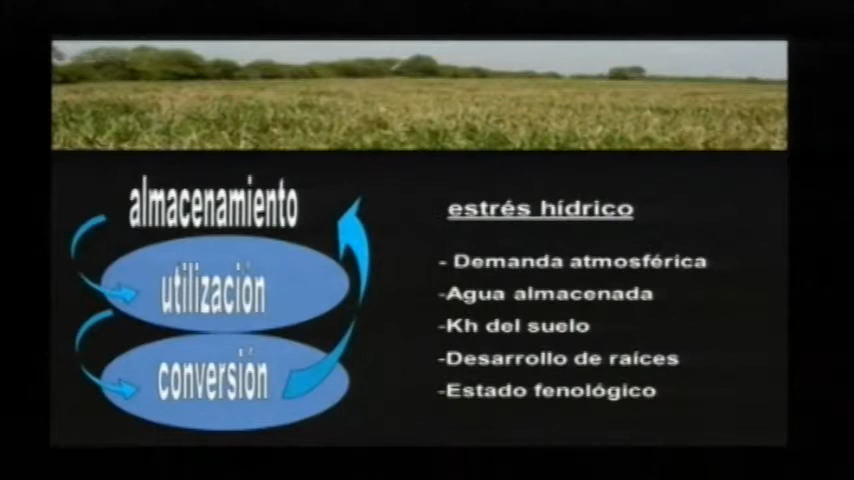 almacenamiento
utilización
conversión
estrés hídrico
- Demanda atmosférica
-Agua almacenada
-Kh del suelo
-Desarrollo de raíces
-Estado fenológico